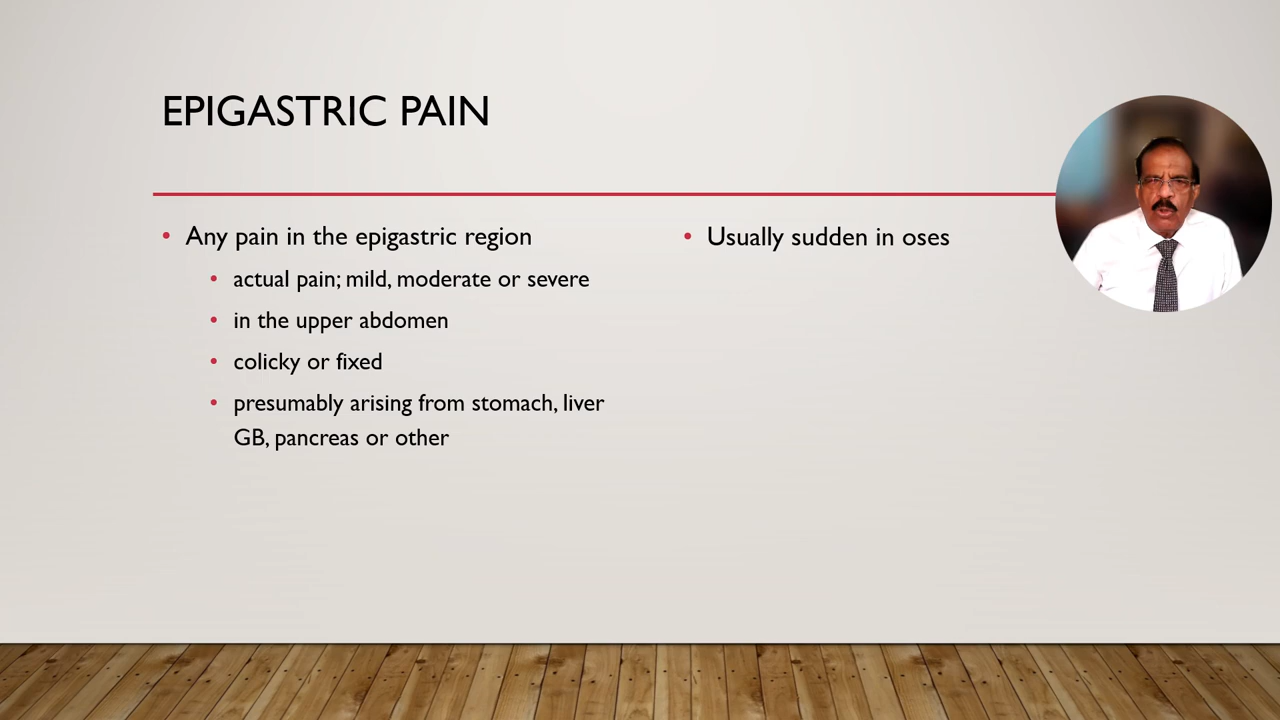 EPIGASTRIC PAIN
• Any pain in the epigastric region
• actual pain; mild, moderate or severe
• in the upper abdomen
• colicky or fixed
• presumably arising from stomach, liver
GB, pancreas or other
• Usually sudden in oses